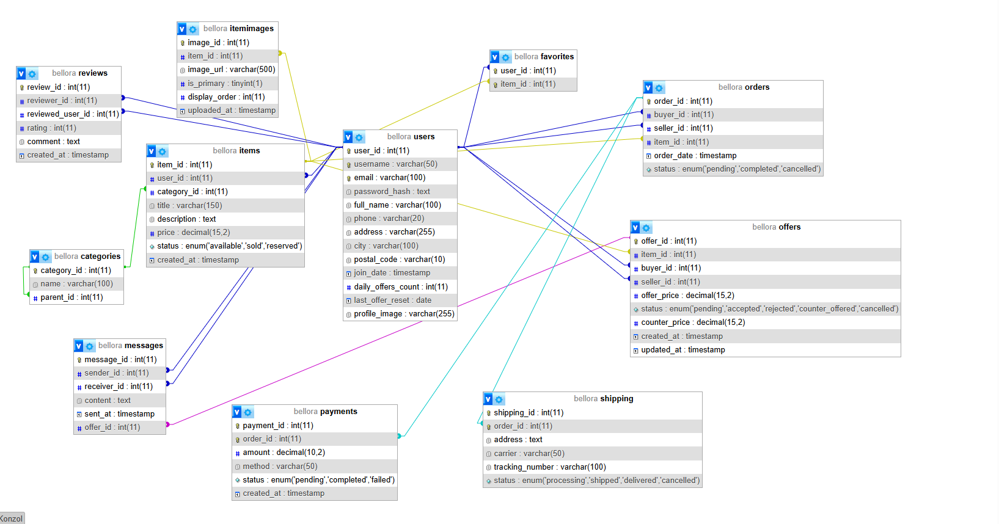 bellora itemimages
image_id : int(11)
item_id : int(11)
image_url : varchar(500)
is_primary : tinyint(1)
display_order : int(11)
uploaded_at : timestamp
bellora favorites
user_id : int(11)
item_id : int(11)
bellora reviews
review_id : int(11)
reviewer_id : int(11)
reviewed_user_id : int(11)
rating : int(11)
comment : text
created_at : timestamp
bellora orders
order_id : int(11)
buyer_id : int(11)
seller_id : int(11)
item_id : int(11)
order_date : timestamp
status : enum('pending','completed','cancelled')
bellora users
user_id : int(11)
username : varchar(50)
email : varchar(100)
password_hash : text
full_name : varchar(100)
phone : varchar(20)
address : varchar(255)
city : varchar(100)
postal_code : varchar(10)
join_date : timestamp
daily_offers_count : int(11)
last_offer_reset : date
profile_image : varchar(255)
bellora items
item_id : int(11)
user_id : int(11)
category_id : int(11)
title : varchar(150)
description : text
price : decimal(15,2)
status : enum('available','sold','reserved')
created_at : timestamp
bellora offers
offer_id : int(11)
item_id : int(11)
buyer_id : int(11)
seller_id : int(11)
offer_price : decimal(15,2)
status : enum('pending','accepted','rejected','counter_offered','cancelled')
counter_price : decimal(15,2)
created_at : timestamp
updated_at : timestamp
bellora categories
category_id : int(11)
name : varchar(100)
parent_id : int(11)
bellora messages
message_id : int(11)
sender_id : int(11)
receiver_id : int(11)
content : text
sent_at : timestamp
offer_id : int(11)
bellora payments
payment_id : int(11)
order_id : int(11)
amount : decimal(10,2)
method : varchar(50)
status : enum('pending','completed','failed')
created_at : timestamp
bellora shipping
shipping_id : int(11)
order_id : int(11)
address : text
carrier : varchar(50)
tracking_number : varchar(100)
status : enum('processing','shipped','delivered','cancelled')
Konzol